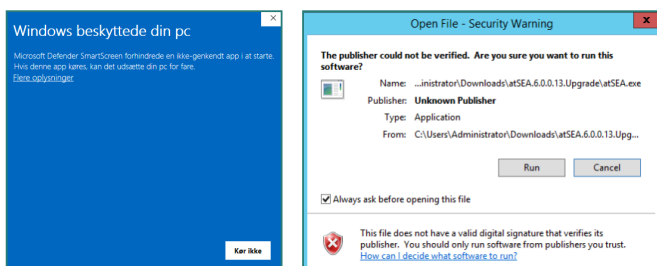 Windows beskyttede din pc
Microsoft Defender SmartScreen forhindrede en ikke-genkendt app i at starte.
Hvis denne app køres, kan det udsætte din pc for fare.
Flere oplysninger
Kør ikke
Open File - Security Warning
The publisher could not be verified. Are you sure you want to run this
software?
Name: ...inistrator\Downloads\atSEA.6.0.0.13.Upgrade\atSEA.exe
Publisher: Unknown Publisher
Type: Application
From: C:\Users\Administrator\Downloads\atSEA.6.0.0.13.Upg...
Run Cancel
Always ask before opening this file
This file does not have a valid digital signature that verifies its
publisher. You should only run software from publishers you trust.
How can I decide what software to run?